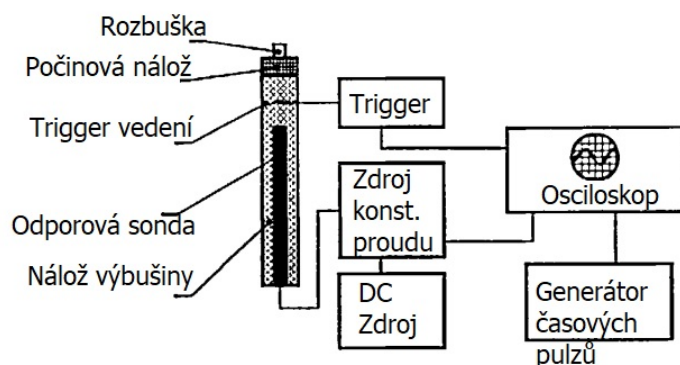 Rozbuška
Počinová nálož
Trigger vedení
Odporová sonda
Nálož výbušiny
Trigger
Zdroj
konst.
proudu
DC
Zdroj
Osciloskop
Generátor
časových
pulzů